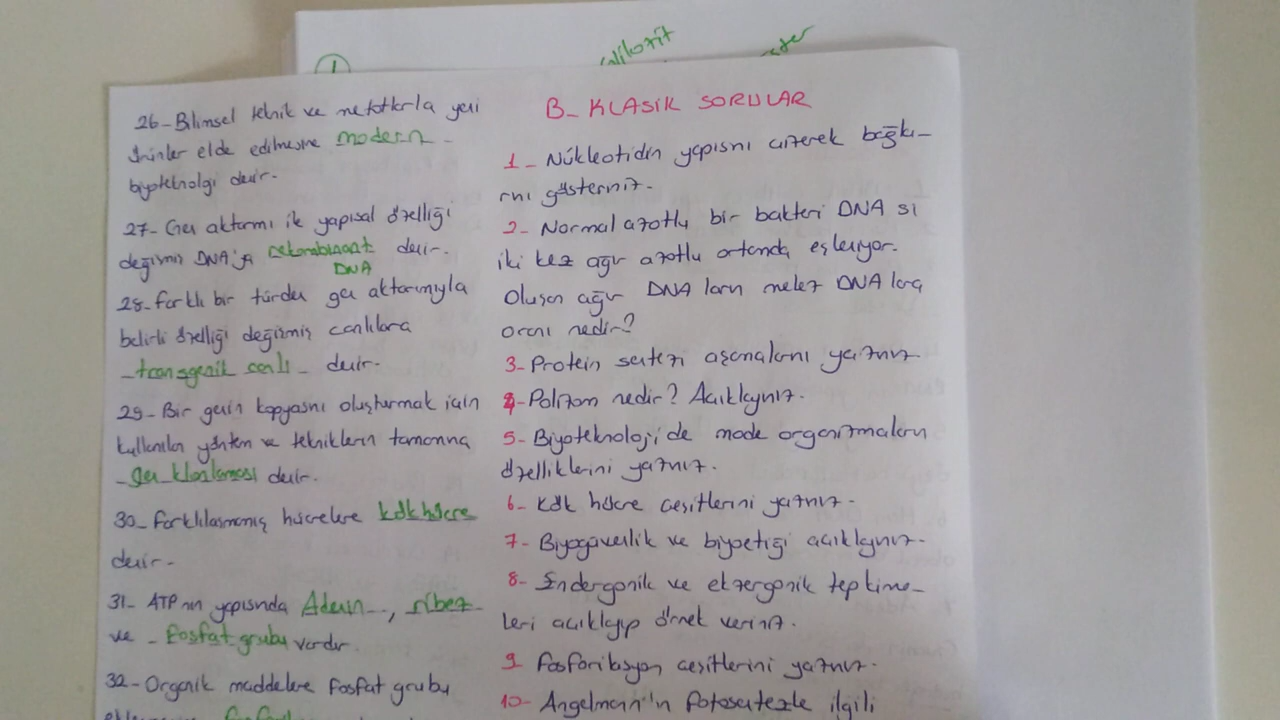 26- Bilimsel teknik ve metotlarla yeni
ürünler elde edilmesine modern
biyoteknoloji denir.
27- Gen aktarımı ile yapısal özelliği
değişmiş DNA'ya rekombinant denir.
DNA
28- Farklı bir türden gen aktarımıyla
belirli özelliği değişmiş canlılara
transgenik canlı denir.
29- Bir genin kopyasını oluşturmak için
kullanılan yöntem ve tekniklerin tamamına
gen klonlaması denir.
30- Farklılaşmamış hücrelere kök hücre
denir-
31- ATP nin yapısında Adenin, riboz
ve fosfat grubu vardır.
32- Organik maddelere fosfat grubu
B- KLASİK SORULAR
1- Nükleotidin yapısını çizerek bağla-
rını gösteriniz.
2- Normal azotlu bir bakteri DNA sı
iki kez ağır azotlu ortamda eşleniyor.
Oluşan ağır DNA ların melez DNA lara
oranı nedir?
3- Protein sentezi aşamalarını yazınız
4- Polizom nedir? Açıklayınız.
5- Biyoteknoloji de model organizmaların
özelliklerini yazınız.
6- Kök hücre çeşitlerini yazınız.
7- Biyogüvenlik ve biyoetiği açıklayınız.
8- Endergonik ve ekzergonik tepkime-
leri açıklayıp örnek veriniz.
9 Fosforilasyon çeşitlerini yazınız.
10- Angelmann'ın fotosentezle ilgili